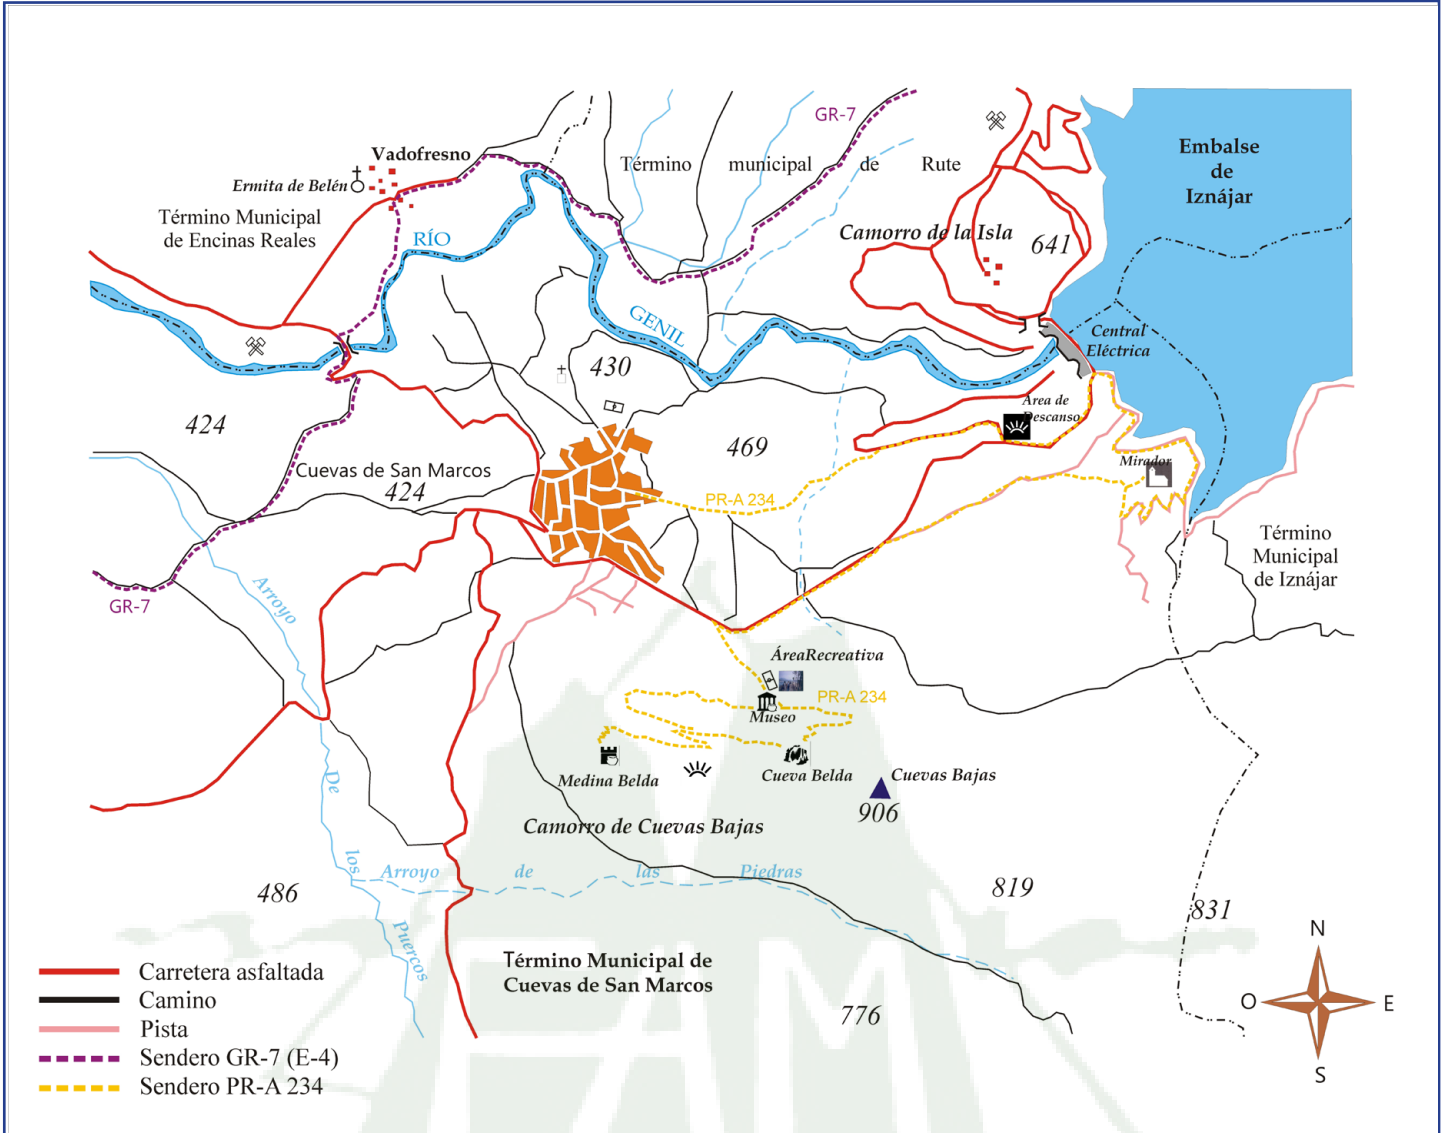 GR-7
Vadofresno
Ermita de Belén
Término municipal de Rute
Embalse
de
Iznájar
Término Municipal
de Encinas Reales
RÍO
Camorro de la Isla
641
GENIL
Central
Eléctrica
430
Área de
Descanso
424
469
Mirador
Cuevas de San Marcos
424
PR-A 234
Término
Municipal
de Iznájar
GR-7
Arroyo
De
los
Puercos
ÁreaRecreativa
PR-A 234
Museo
Medina Belda
Cueva Belda
Cuevas Bajas
906
Camorro de Cuevas Bajas
Arroyo de las Piedras
486
819
831
Término Municipal de
Cuevas de San Marcos
776
Carretera asfaltada
Camino
Pista
Sendero GR-7 (E-4)
Sendero PR-A 234
N
O
E
S